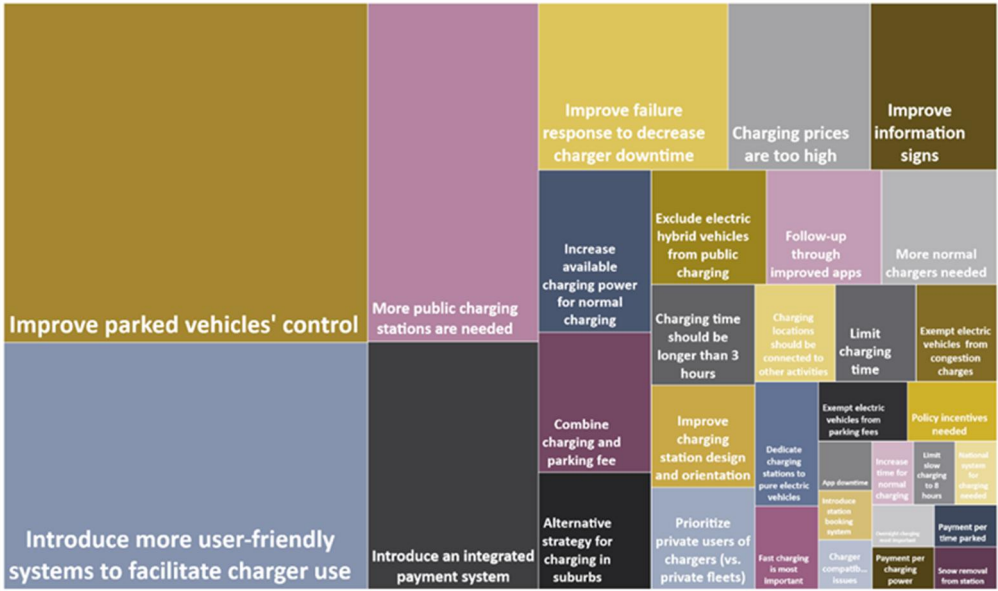 Improve parked vehicles' control
Introduce more user-friendly
systems to facilitate charger use
More public charging
stations are needed
Introduce an integrated
payment system
Improve failure
response to decrease
charger downtime
Charging prices
are too high
Improve
information
signs
Increase
available
charging power
for normal
charging
Exclude electric
hybrid vehicles
from public
charging
Follow-up
through
improved apps
More normal
chargers needed
Combine
charging and
parking fee
Alternative
strategy for
charging in
suburbs
Charging time
should be
longer than 3
hours
Charging
locations
should be
connected to
other activities
Limit
charging
time
Exempt electric
vehicles from
congestion
charges
Improve
charging
station design
and orientation
Prioritize
private users of
chargers (vs.
private fleets)
Dedicate
charging
stations to
pure electric
vehicles
Fast charging
is most
important
Exempt electric
vehicles from
parking fees
Policy incentives
needed
App downtime
Increase
time for
normal
charging
Limit
slow
charging
to 8
hours
National
system
for
charging
needed
Introduce
station
booking
system
Overnight charging
most important
Payment per
time parked
Charger
compatib...
issues
Payment per
charging
power
Snow removal
from station